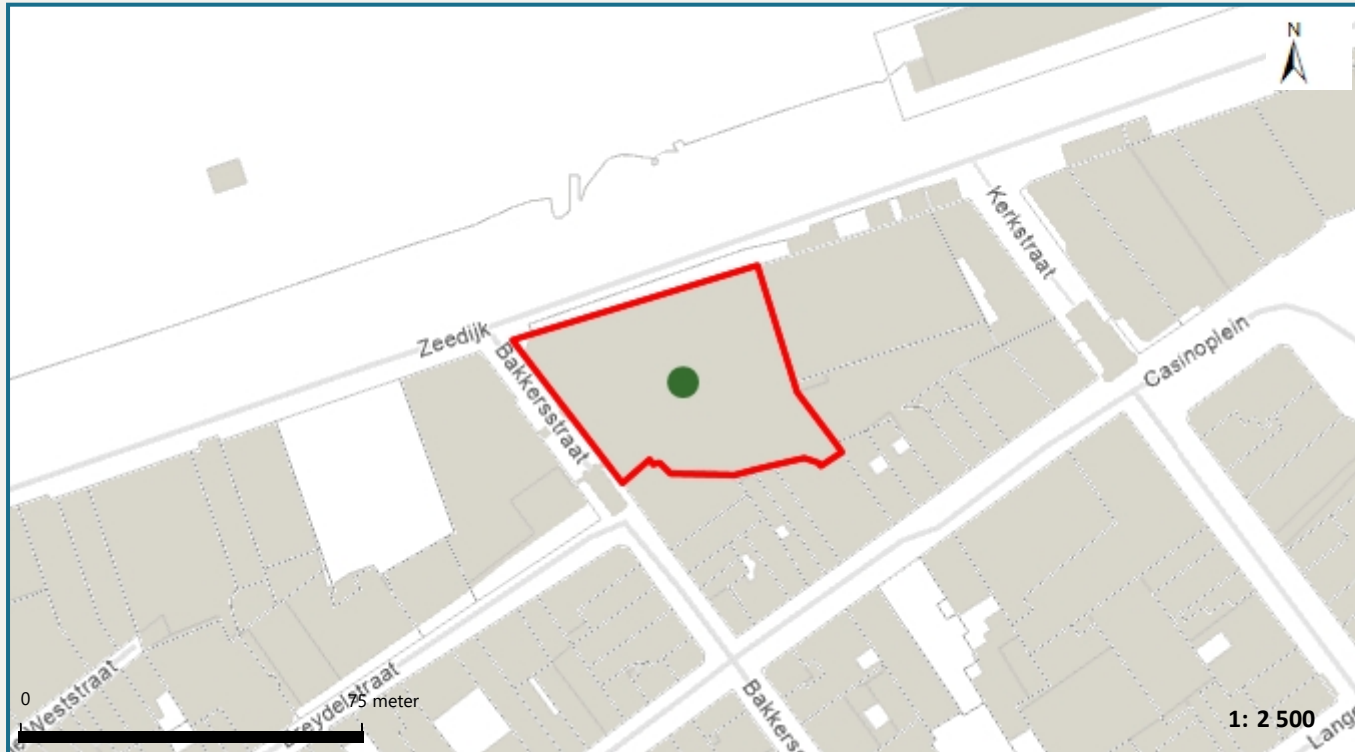 N
Kerkstraat
Zeedijk
Bakkersstraat
Casinoplein
Weststraat
0
75 meter
1: 2 500